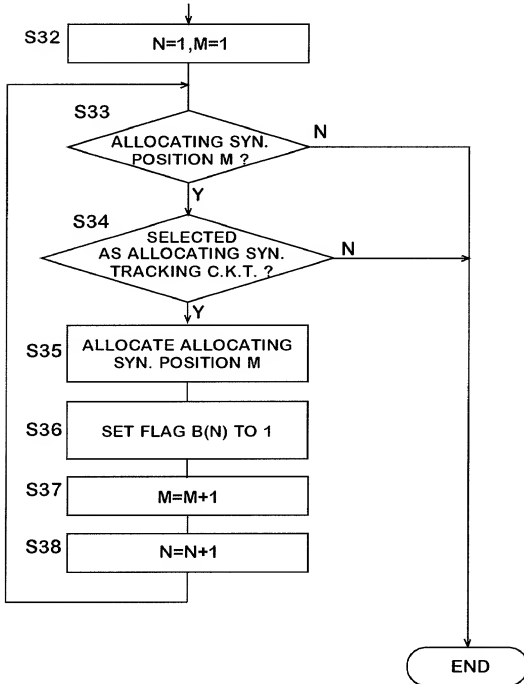 S32
N=1,M=1
S33
ALLOCATING SYN.
POSITION M ?
N
Y
S34
SELECTED
AS ALLOCATING SYN.
TRACKING C.K.T. ?
N
Y
S35
ALLOCATE ALLOCATING
SYN. POSITION M
S36
SET FLAG B(N) TO 1
S37
M=M+1
S38
N=N+1
END